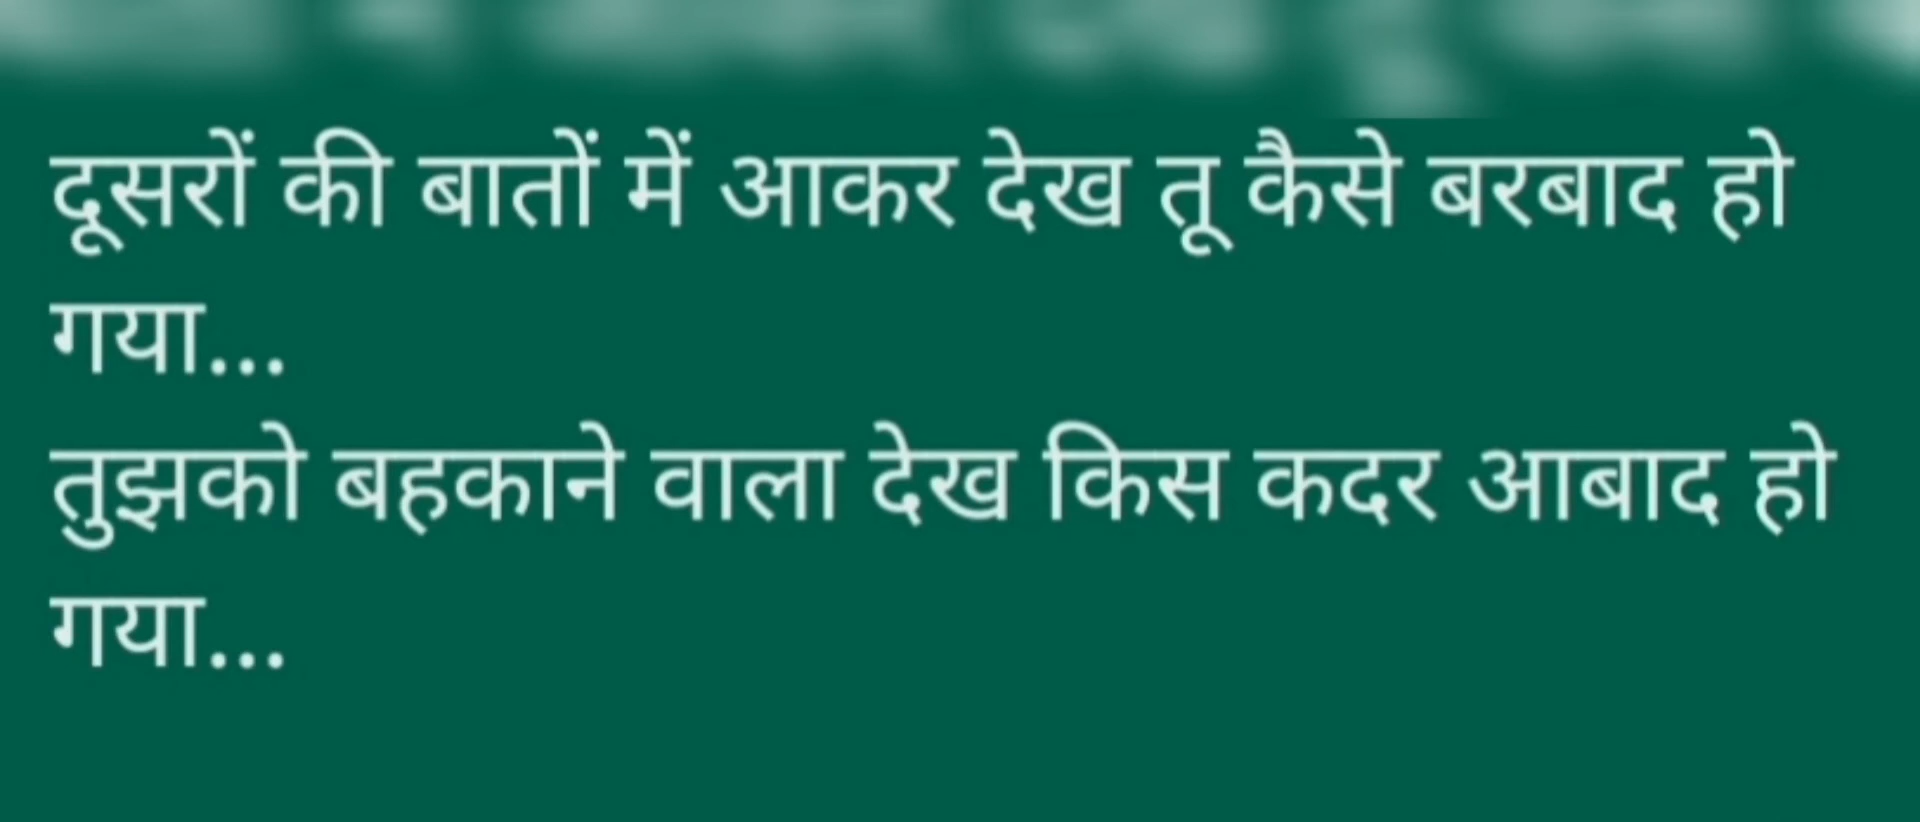 दूसरों की बातों में आकर देख तू कैसे बरबाद हो
गया...
तुझको बहकाने वाला देख किस कदर आबाद हो
गया...